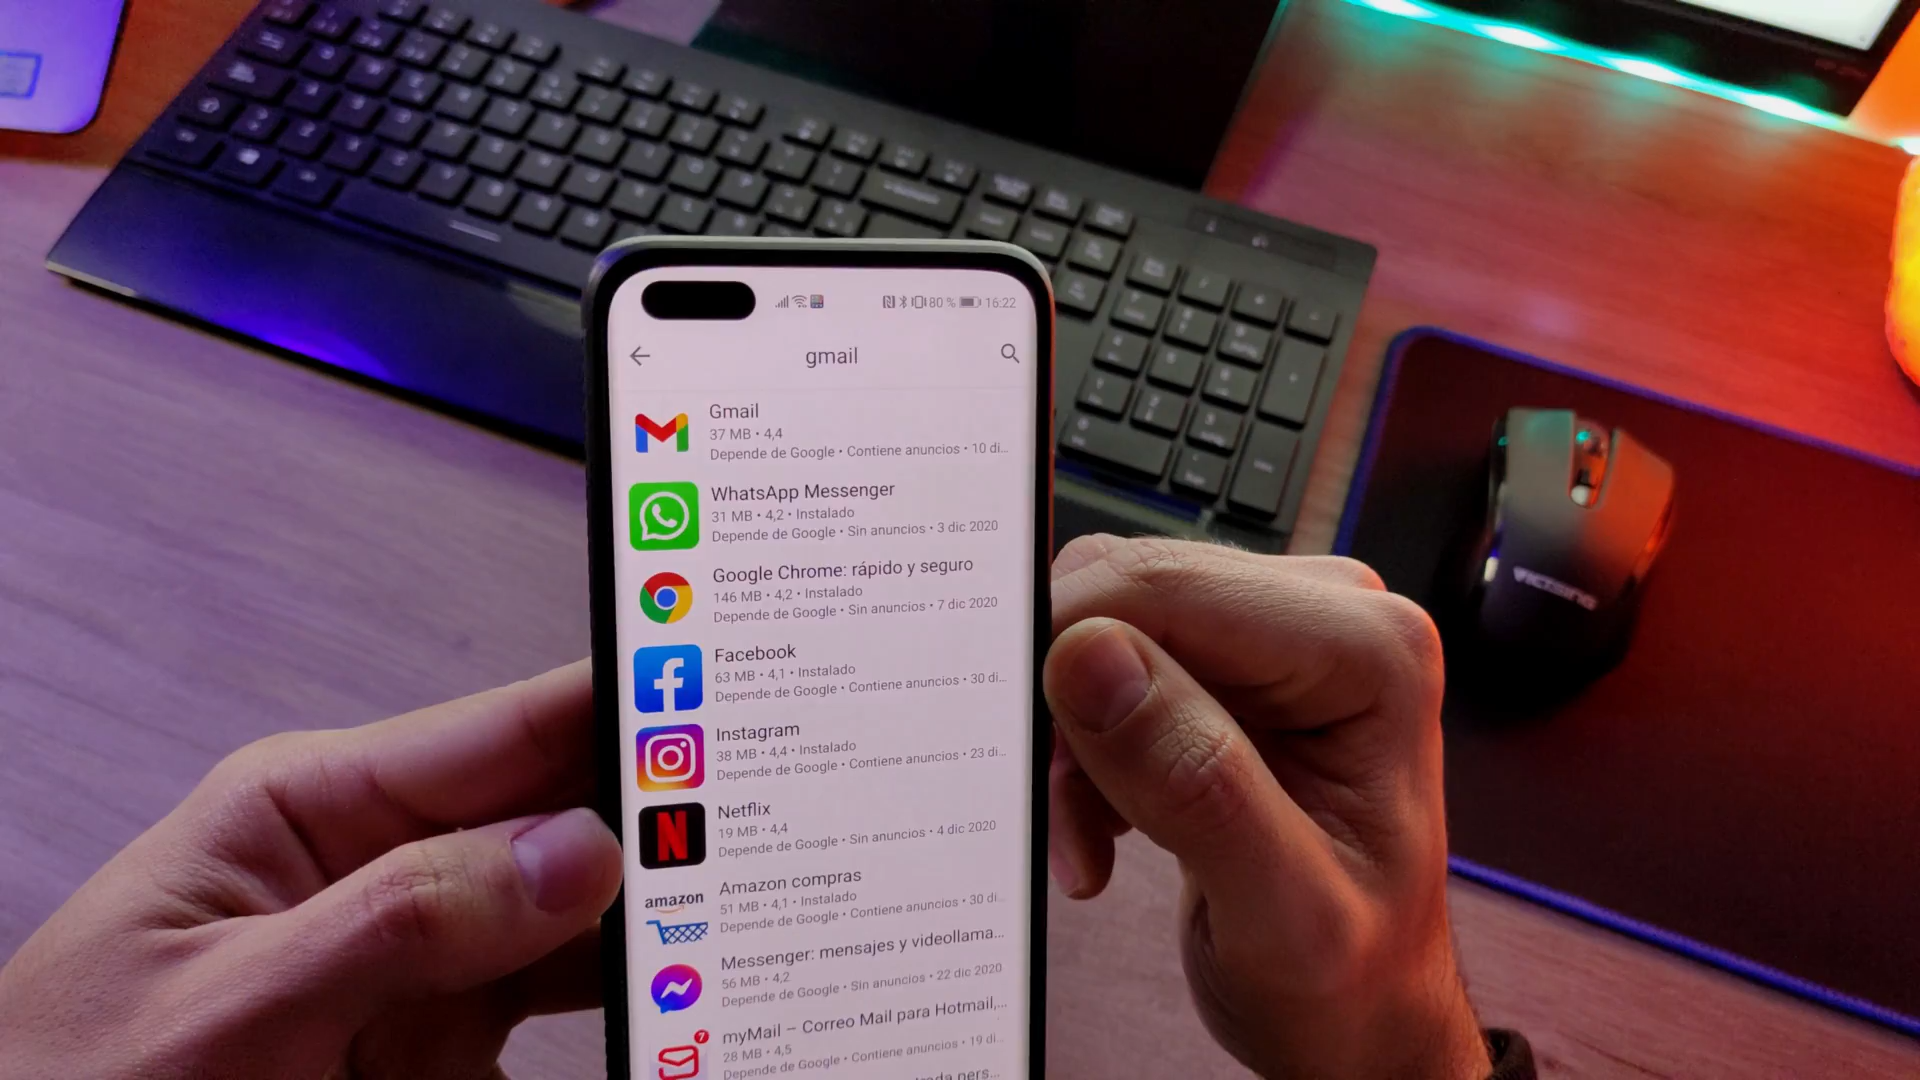 80 % 16:22
gmail
Gmail
37 MB • 4,4
Depende de Google • Contiene anuncios • 10 di...
WhatsApp Messenger
31 MB • 4,2 • Instalado
Depende de Google • Sin anuncios • 3 dic 2020
Google Chrome: rápido y seguro
146 MB • 4,2 • Instalado
Depende de Google • Sin anuncios • 7 dic 2020
Facebook
63 MB • 4,1 • Instalado
Depende de Google • Contiene anuncios • 30 di...
Instagram
38 MB • 4,4 • Instalado
Depende de Google • Contiene anuncios • 23 di...
Netflix
19 MB • 4,4
Depende de Google • Sin anuncios • 4 dic 2020
amazon
Amazon compras
51 MB • 4,1 • Instalado
Depende de Google • Contiene anuncios • 30 di...
Messenger: mensajes y videollama...
56 MB • 4,2
Depende de Google • Sin anuncios • 22 dic 2020
7
myMail – Correo Mail para Hotmail,...
28 MB • 4,5
Depende de Google • Contiene anuncios • 19 di...
VICTSING